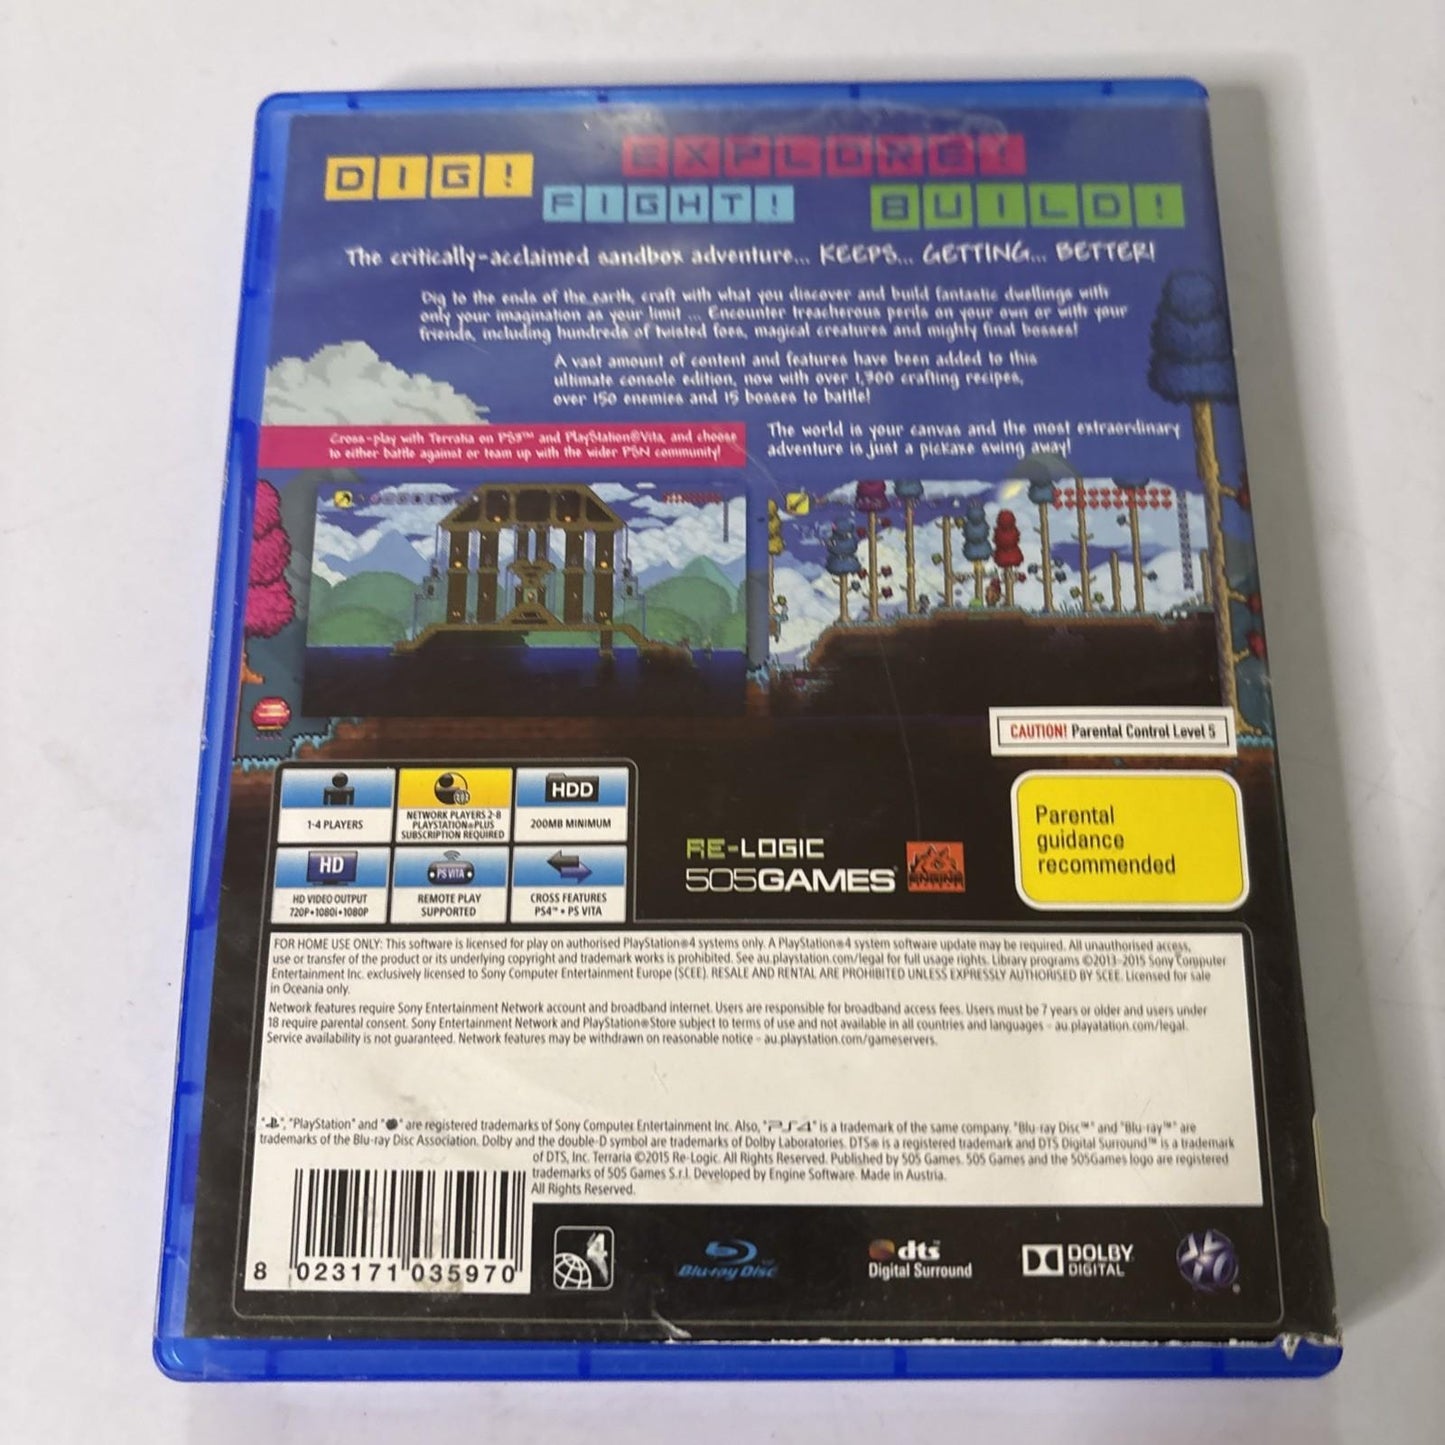 DIG!
EXPLORE!
FIGHT!
BUILD!
The critically-acclaimed sandbox adventure... KEEPS... GETTING... BETTER!
Dig to the ends of the earth, craft with what you discover and build fantastic dwellings with
only your imagination as your limit ... Encounter treacherous perils on your own or with your
friends, including hundreds of twisted foes, magical creatures and mighty final bosses!
A vast amount of content and features have been added to this
ultimate console edition, now with over 1,300 crafting recipes,
over 150 enemies and 15 bosses to battle!
Cross-play with Terraria on PS3™ and PlayStation®Vita, and choose
to either battle against or team up with the wider PSN community!
The world is your canvas and the most extraordinary
adventure is just a pickaxe swing away!
CAUTION! Parental Control Level 5
1-4 PLAYERS
NETWORK PLAYERS 2-8
PLAYSTATION®PLUS
SUBSCRIPTION REQUIRED
HDD
200MB MINIMUM
HD
HD VIDEO OUTPUT
720P•1080i•1080P
PS VITA
REMOTE PLAY
SUPPORTED
CROSS FEATURES
PS4™ • PS VITA
RE-LOGIC
505GAMES
ENGINE
Parental
guidance
recommended
FOR HOME USE ONLY: This software is licensed for play on authorised PlayStation®4 systems only. A PlayStation®4 system software update may be required. All unauthorised access,
use or transfer of the product or its underlying copyright and trademark works is prohibited. See au.playstation.com/legal for full usage rights. Library programs ©2013-2015 Sony Computer
Entertainment Inc. exclusively licensed to Sony Computer Entertainment Europe (SCEE). RESALE AND RENTAL ARE PROHIBITED UNLESS EXPRESSLY AUTHORISED BY SCEE. Licensed for sale
in Oceania only.
Network features require Sony Entertainment Network account and broadband internet. Users are responsible for broadband access fees. Users must be 7 years or older and users under
18 require parental consent. Sony Entertainment Network and PlayStation®Store subject to terms of use and not available in all countries and languages - au.playatation.com/legal.
Service availability is not guaranteed. Network features may be withdrawn on reasonable notice - au.playstation.com/gameservers.
"", "PlayStation" and "" are registered trademarks of Sony Computer Entertainment Inc. Also, "PS4" is a trademark of the same company. "Blu-ray Disc™" and "Blu-ray™" are
trademarks of the Blu-ray Disc Association. Dolby and the double-D symbol are trademarks of Dolby Laboratories. DTS® is a registered trademark and DTS Digital Surround™ is a trademark
of DTS, Inc. Terraria ©2015 Re-Logic. All Rights Reserved. Published by 505 Games. 505 Games and the 505Games logo are registered
trademarks of 505 Games S.r.l. Developed by Engine Software. Made in Austria.
All Rights Reserved.
8 023171 035970
4
Blu-ray Disc
dts
Digital Surround
DOLBY
DIGITAL